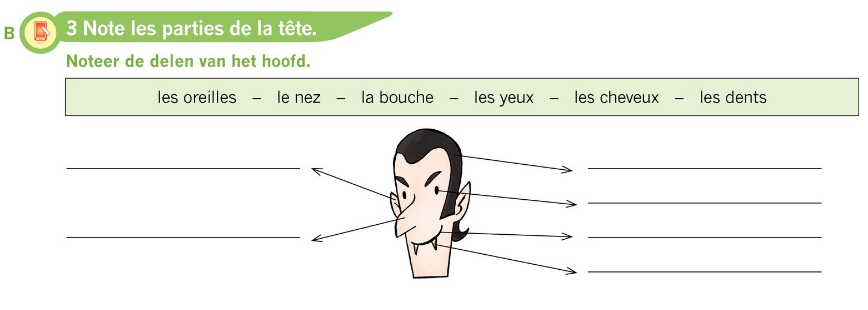 B
3 Note les parties de la tête.
Noteer de delen van het hoofd.
les oreilles – le nez – la bouche – les yeux – les cheveux – les dents